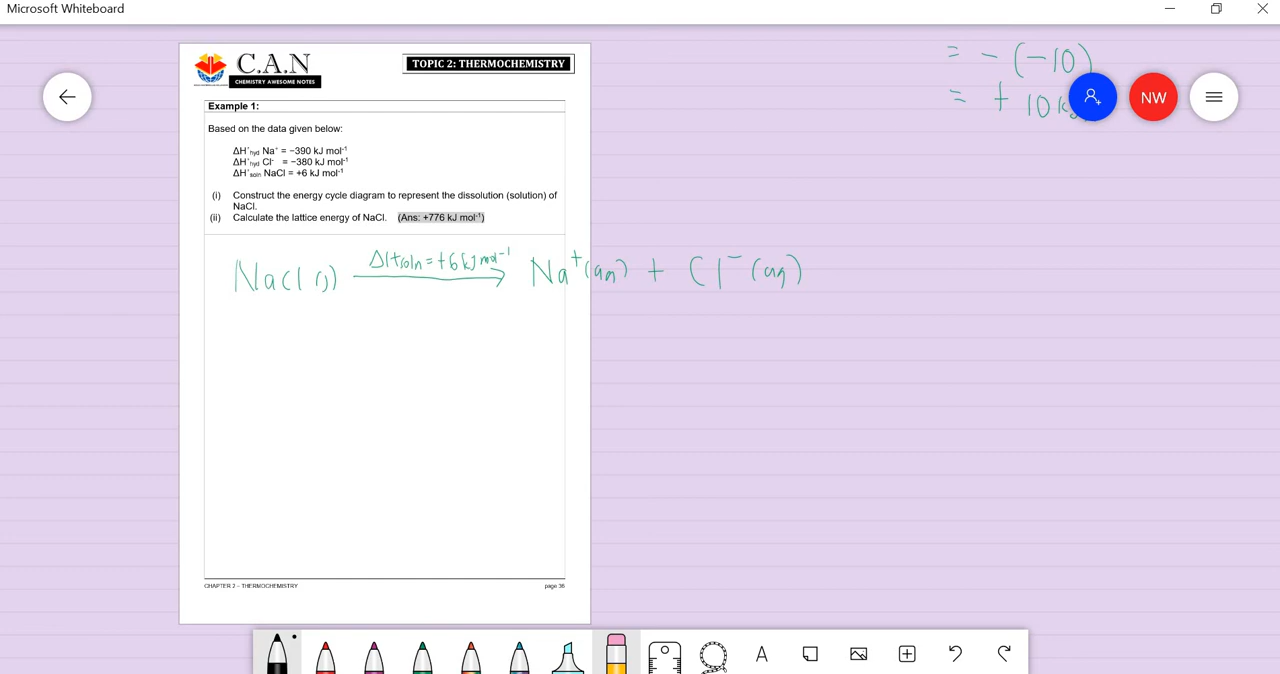 Microsoft Whiteboard
= - (-10)
= + 10 k
NW
C.A.N
CHEMISTRY AWESOME NOTES
TOPIC 2: THERMOCHEMISTRY
Example 1:
Based on the data given below:
ΔH°hyd Na⁺ = −390 kJ mol⁻¹
ΔH°hyd Cl⁻ = −380 kJ mol⁻¹
ΔH°soln NaCl = +6 kJ mol⁻¹
(i) Construct the energy cycle diagram to represent the dissolution (solution) of
NaCl.
(ii) Calculate the lattice energy of NaCl. (Ans: +776 kJ mol⁻¹)
ΔHsoln = +6 kJ mol⁻¹
NaCl (s) → Na⁺ (aq) + Cl⁻ (aq)
CHAPTER 2 – THERMOCHEMISTRY page 36
A